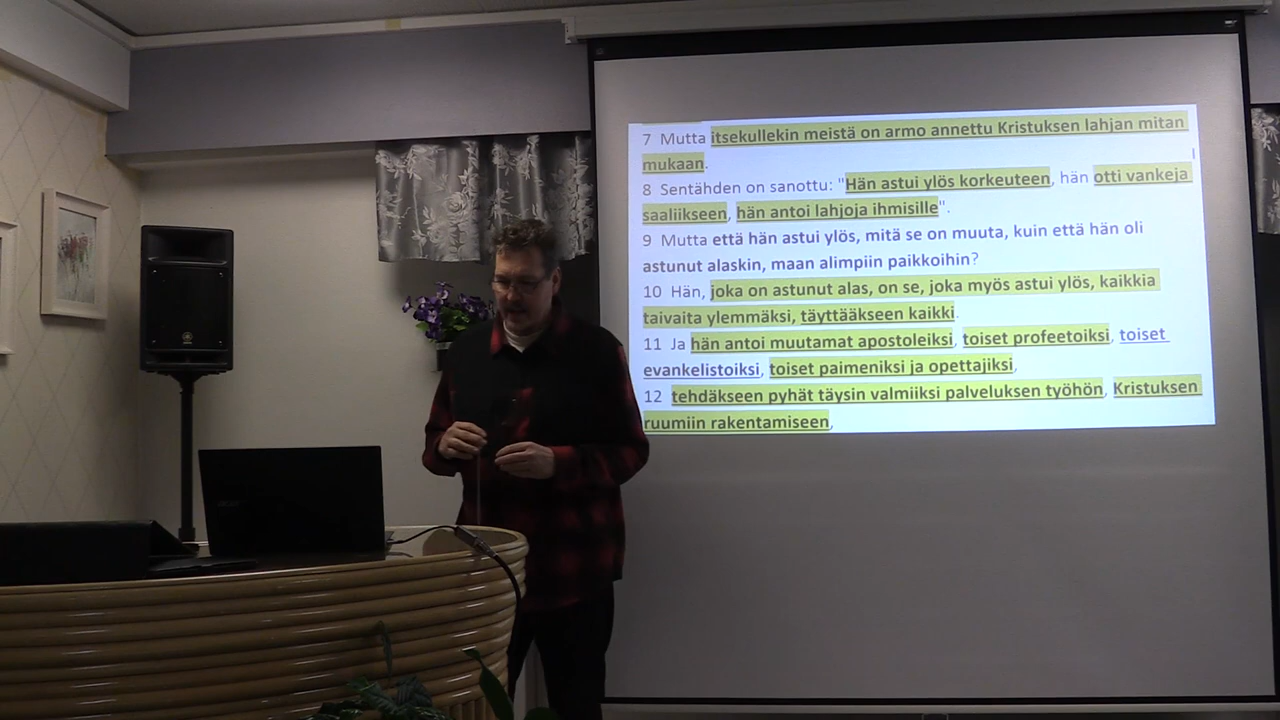 7 Mutta itsekullekin meistä on armo annettu Kristuksen lahjan mitan
mukaan.
8 Sentähden on sanottu: "Hän astui ylös korkeuteen, hän otti vankeja
saaliikseen, hän antoi lahjoja ihmisille".
9 Mutta että hän astui ylös, mitä se on muuta, kuin että hän oli
astunut alaskin, maan alimpiin paikkoihin?
10 Hän, joka on astunut alas, on se, joka myös astui ylös, kaikkia
taivaita ylemmäksi, täyttääkseen kaikki.
11 Ja hän antoi muutamat apostoleiksi, toiset profeetoiksi, toiset
evankelistoiksi, toiset paimeniksi ja opettajiksi,
12 tehdäkseen pyhät täysin valmiiksi palveluksen työhön, Kristuksen
ruumiin rakentamiseen,